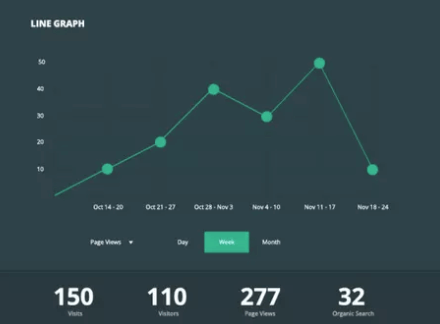 LINE GRAPH
50
40
30
20
10
Oct 14 - 20 Oct 21 - 27 Oct 28 - Nov 3 Nov 4 - 10 Nov 11 - 17 Nov 18 - 24
Page Views Day Week Month
150 110 277 32
Visits Visitors Page Views Organic Search